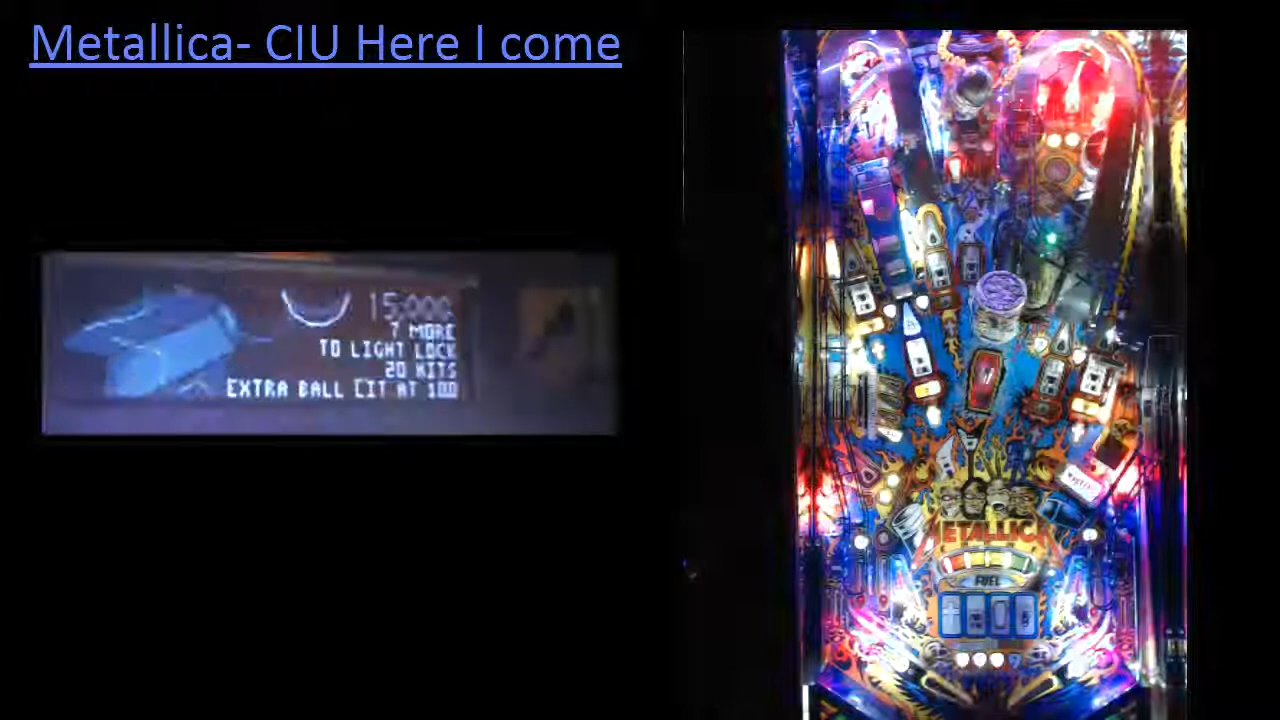 Metallica- CIU Here I come
15,000
7 MORE
TO LIGHT LOCK
20 HITS
EXTRA BALL LIT AT 100
METALLICA
FUEL